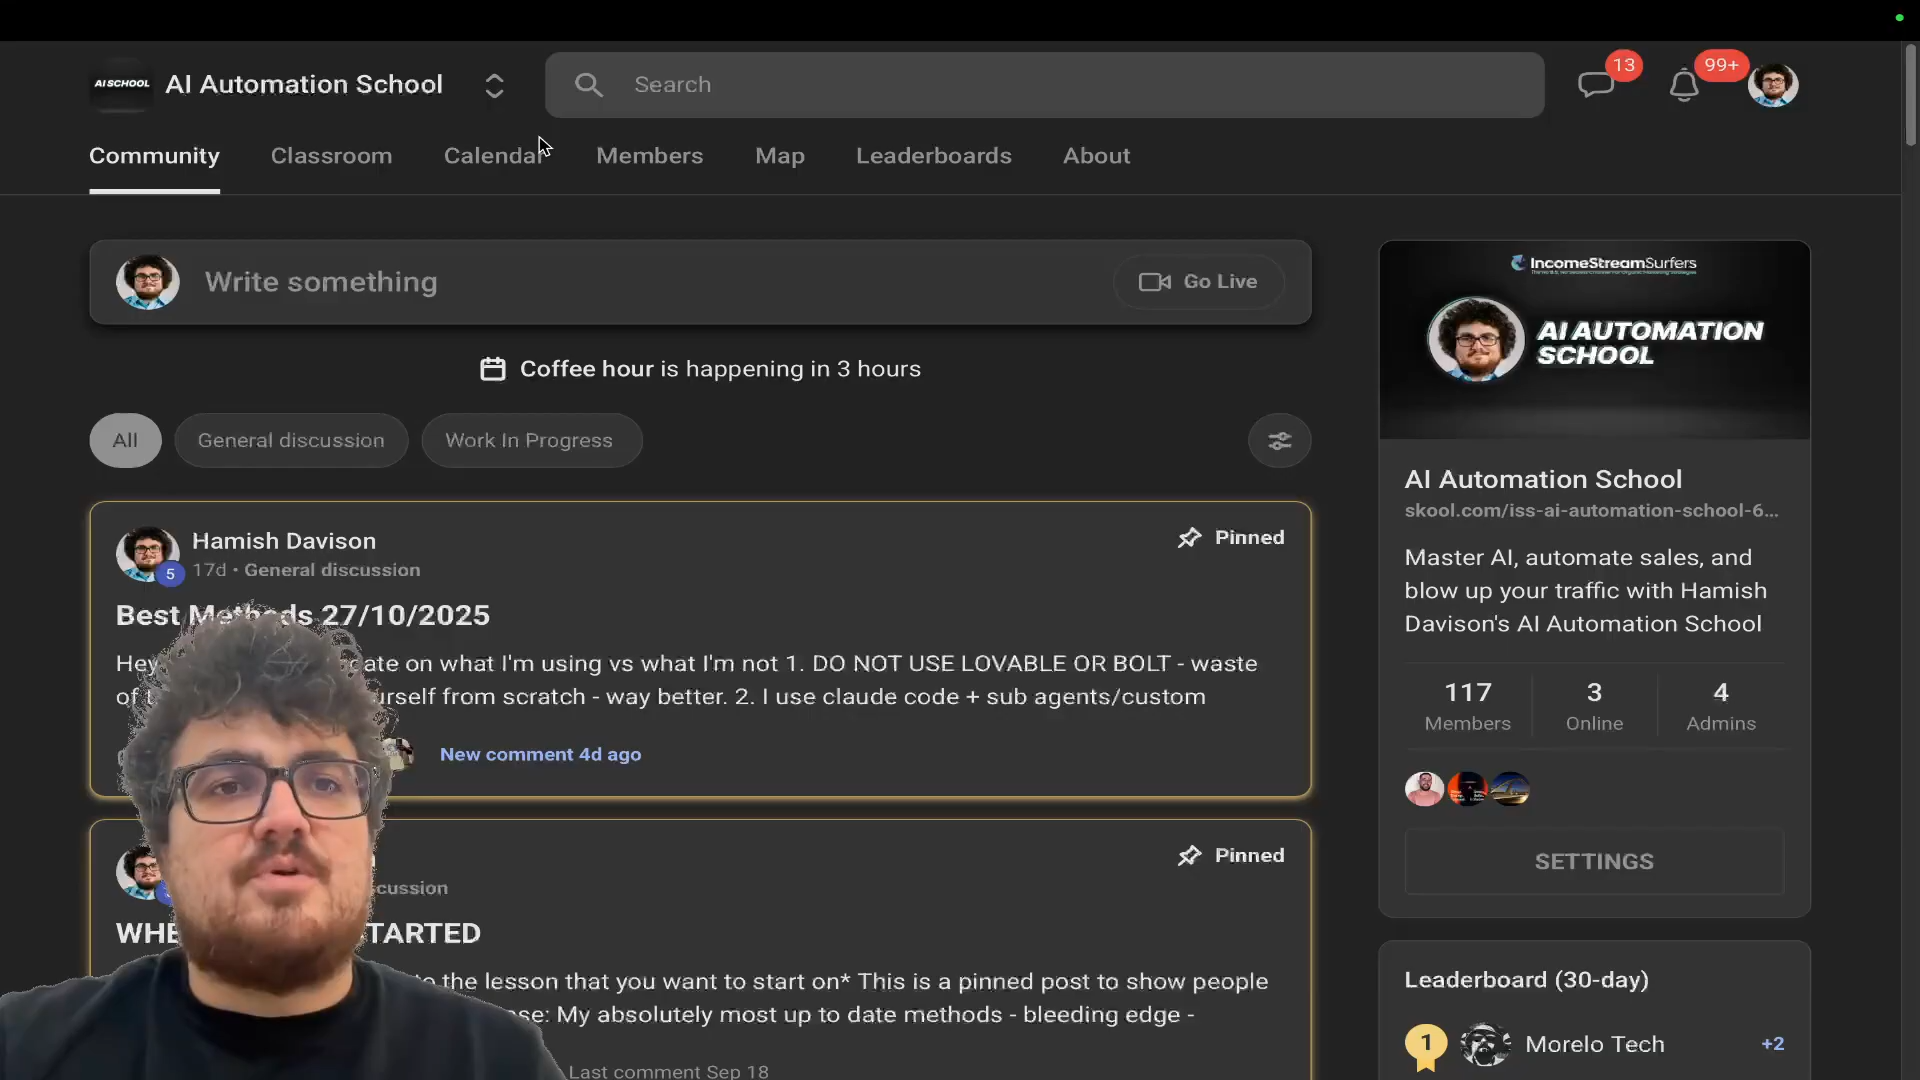 AI SCHOOL
AI Automation School
Search
13
99+
Community
Classroom
Calendar
Members
Map
Leaderboards
About
Write something
Go Live
Coffee hour is happening in 3 hours
All
General discussion
Work In Progress
Hamish Davison
5
17d • General discussion
Pinned
Best Methods 27/10/2025
Hey
ate on what I'm using vs what I'm not 1. DO NOT USE LOVABLE OR BOLT - waste
of
urself from scratch - way better. 2. I use claude code + sub agents/custom
New comment 4d ago
Pinned
cussion
WHE
TARTED
o the lesson that you want to start on* This is a pinned post to show people
se: My absolutely most up to date methods - bleeding edge -
Last comment Sep 18
IncomeStreamSurfers
AI AUTOMATION
SCHOOL
AI Automation School
skool.com/iss-ai-automation-school-6...
Master AI, automate sales, and
blow up your traffic with Hamish
Davison's AI Automation School
117
Members
3
Online
4
Admins
SETTINGS
Leaderboard (30-day)
1
Morelo Tech
+2